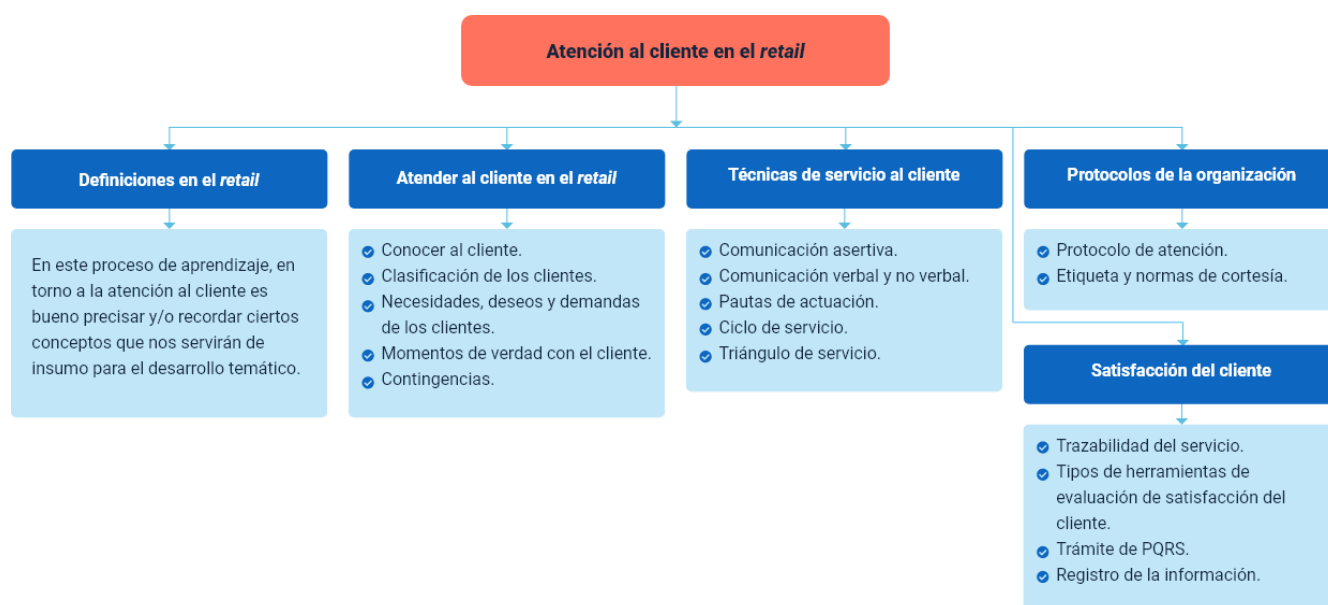 Atención al cliente en el retail
Definiciones en el retail
En este proceso de aprendizaje, en
torno a la atención al cliente es
bueno precisar y/o recordar ciertos
conceptos que nos servirán de
insumo para el desarrollo temático.
Atender al cliente en el retail
Conocer al cliente.
Clasificación de los clientes.
Necesidades, deseos y demandas
de los clientes.
Momentos de verdad con el cliente.
Contingencias.
Técnicas de servicio al cliente
Comunicación asertiva.
Comunicación verbal y no verbal.
Pautas de actuación.
Ciclo de servicio.
Triángulo de servicio.
Protocolos de la organización
Protocolo de atención.
Etiqueta y normas de cortesía.
Satisfacción del cliente
Trazabilidad del servicio.
Tipos de herramientas de
evaluación de satisfacción del
cliente.
Trámite de PQRS.
Registro de la información.